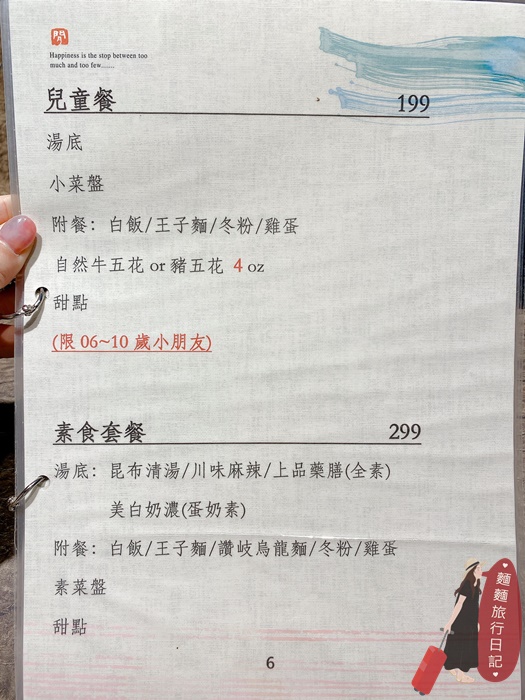 閒
Happiness is the stop between too
much and too few.......
兒童餐 199
湯底
小菜盤
附餐：白飯/王子麵/冬粉/雞蛋
自然牛五花 or 豬五花 4 oz
甜點
(限 06~10 歲小朋友)
素食套餐 299
湯底：昆布清湯/川味麻辣/上品藥膳(全素)
美白奶濃(蛋奶素)
附餐：白飯/王子麵/讚岐烏龍麵/冬粉/雞蛋
素菜盤
甜點
6
麵麵旅行日記